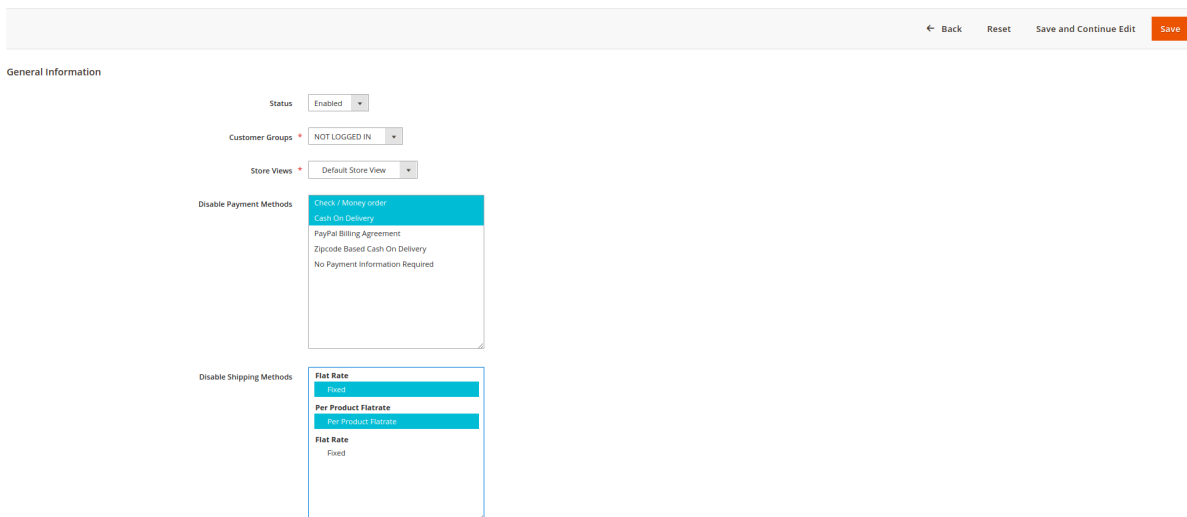 ← Back Reset Save and Continue Edit Save
General Information
Status Enabled
Customer Groups * NOT LOGGED IN
Store Views * Default Store View
Disable Payment Methods Check / Money order
Cash On Delivery
PayPal Billing Agreement
Zipcode Based Cash On Delivery
No Payment Information Required
Disable Shipping Methods Flat Rate
Fixed
Per Product Flatrate
Per Product Flatrate
Flat Rate
Fixed